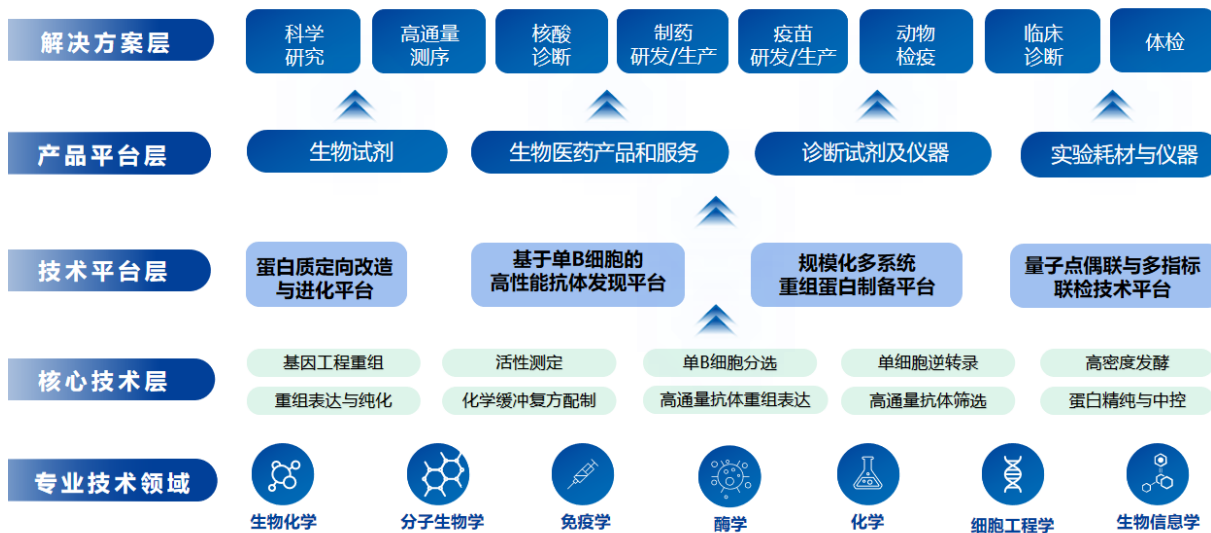 解决方案层
科学
研究
高通量
测序
核酸
诊断
制药
研发/生产
疫苗
研发/生产
动物
检疫
临床
诊断
体检
产品平台层
生物试剂
生物医药产品和服务
诊断试剂及仪器
实验耗材与仪器
技术平台层
蛋白质定向改造
与进化平台
基于单B细胞的
高性能抗体发现平台
规模化多系统
重组蛋白制备平台
量子点偶联与多指标
联检技术平台
核心技术层
基因工程重组
活性测定
单B细胞分选
单细胞逆转录
高密度发酵
重组表达与纯化
化学缓冲复方配制
高通量抗体重组表达
高通量抗体筛选
蛋白精纯与中控
专业技术领域
生物化学
分子生物学
免疫学
酶学
化学
细胞工程学
生物信息学